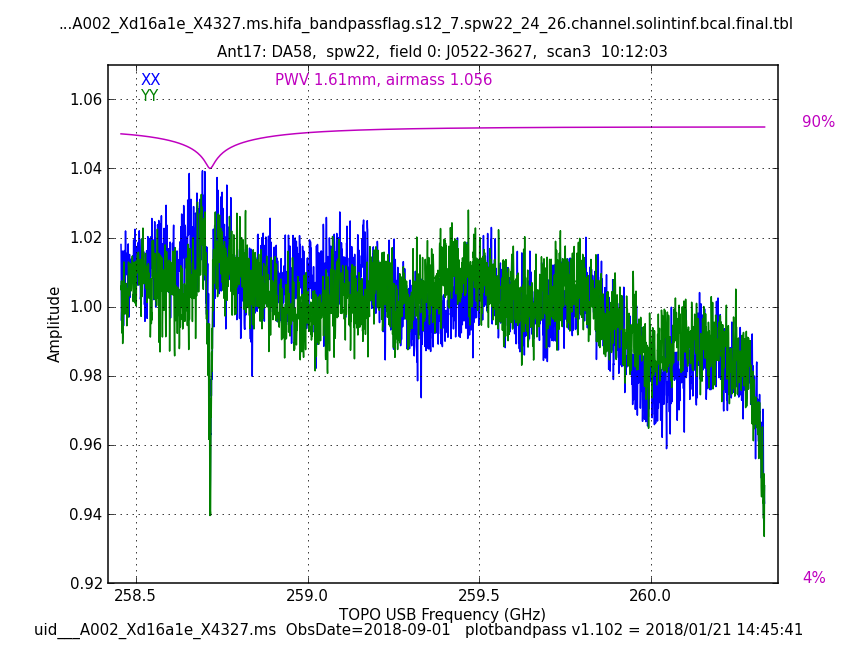 ...A002_Xd16a1e_X4327.ms.hifa_bandpassflag.s12_7.spw22_24_26.channel.solintinf.bcal.final.tbl
Ant17: DA58, spw22, field 0: J0522-3627, scan3 10:12:03
XX
PWV 1.61mm, airmass 1.056
YY
90%
4%
1.06
1.04
1.02
1.00
0.98
0.96
0.94
0.92
Amplitude
258.5
259.0
259.5
260.0
TOPO USB Frequency (GHz)
uid___A002_Xd16a1e_X4327.ms ObsDate=2018-09-01 plotbandpass v1.102 = 2018/01/21 14:45:41